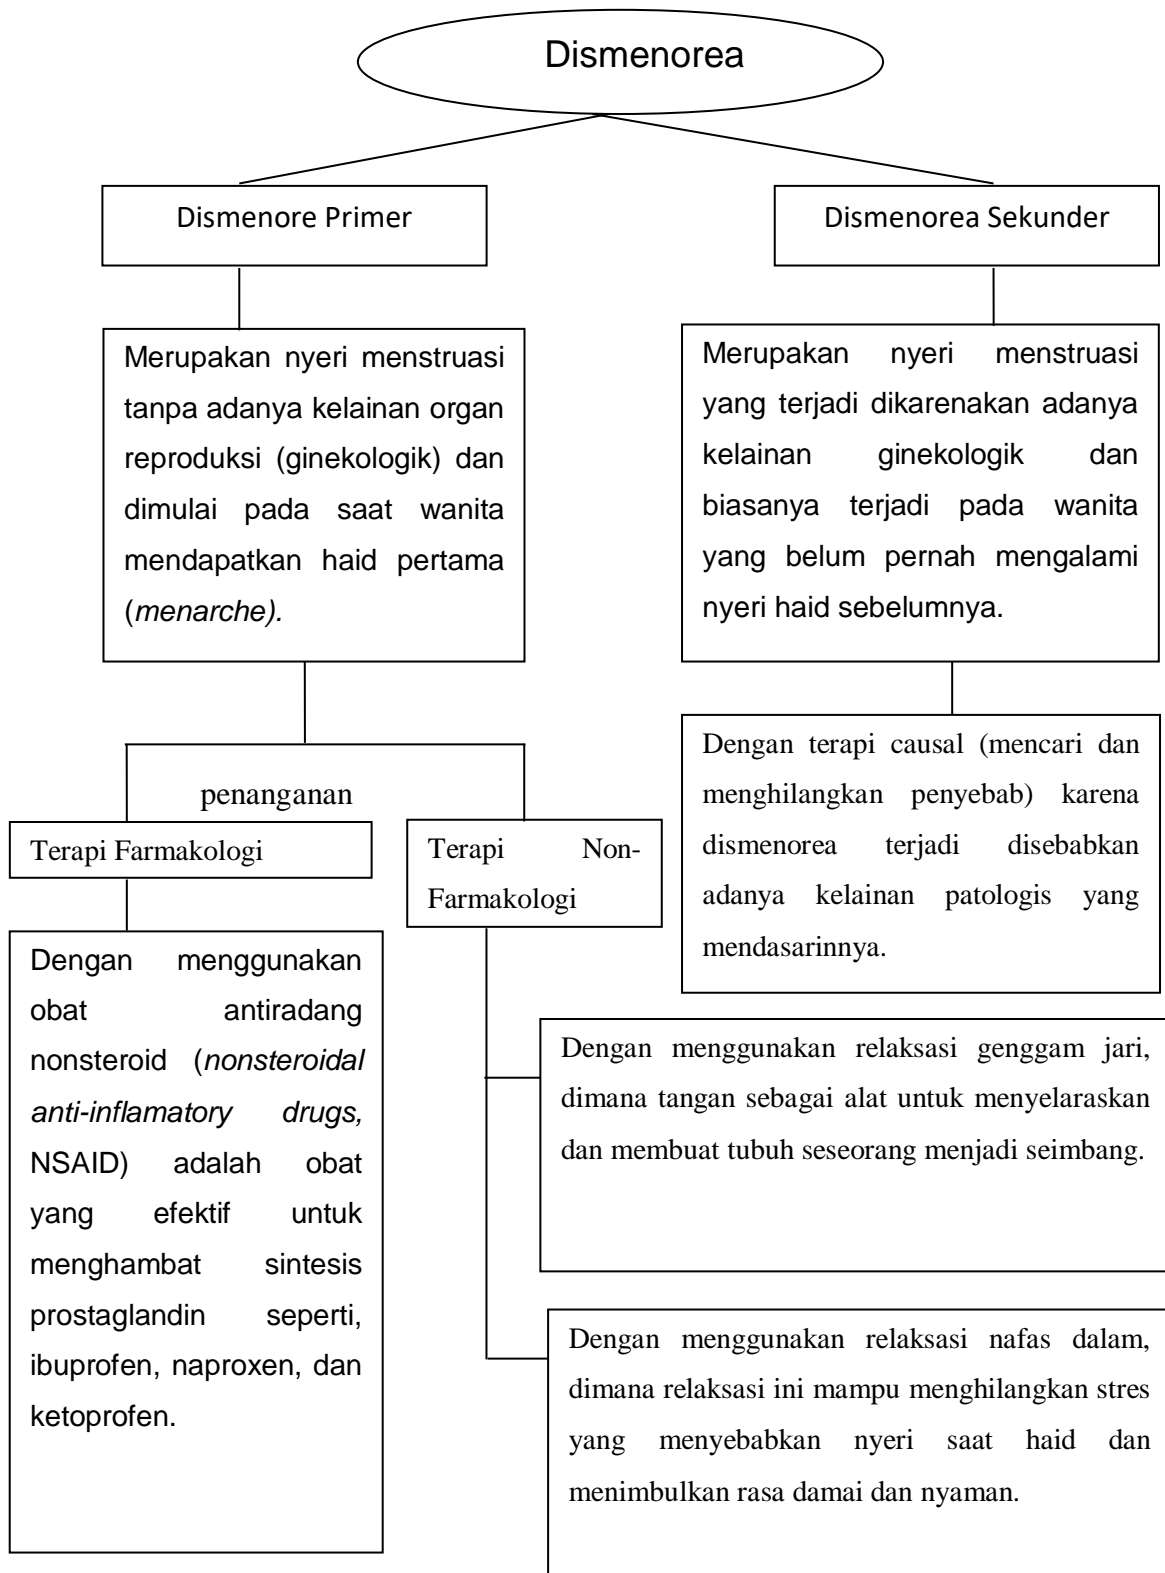 Dismenorea
Dismenore Primer
Dismenorea Sekunder
Merupakan nyeri menstruasi
tanpa adanya kelainan organ
reproduksi (ginekologik) dan
dimulai pada saat wanita
mendapatkan haid pertama
(menarche).
Merupakan nyeri menstruasi
yang terjadi dikarenakan adanya
kelainan ginekologik dan
biasanya terjadi pada wanita
yang belum pernah mengalami
nyeri haid sebelumnya.
penanganan
Terapi Farmakologi
Terapi Non-
Farmakologi
Dengan terapi causal (mencari dan
menghilangkan penyebab) karena
dismenorea terjadi disebabkan
adanya kelainan patologis yang
mendasarinnya.
Dengan menggunakan
obat antiradang
nonsteroid (nonsteroidal
anti-inflamatory drugs,
NSAID) adalah obat
yang efektif untuk
menghambat sintesis
prostaglandin seperti,
ibuprofen, naproxen, dan
ketoprofen.
Dengan menggunakan relaksasi genggam jari,
dimana tangan sebagai alat untuk menyelaraskan
dan membuat tubuh seseorang menjadi seimbang.
Dengan menggunakan relaksasi nafas dalam,
dimana relaksasi ini mampu menghilangkan stres
yang menyebabkan nyeri saat haid dan
menimbulkan rasa damai dan nyaman.